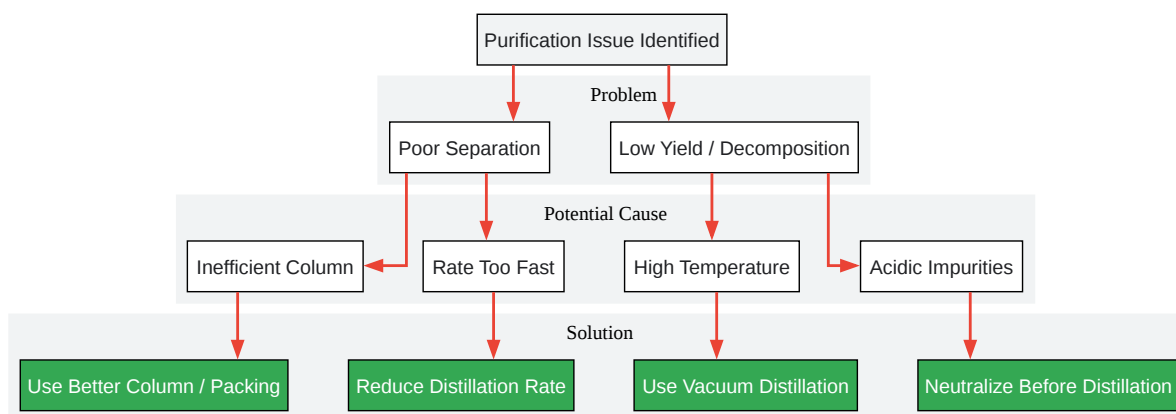 Purification Issue Identified
Problem
Poor Separation
Low Yield / Decomposition
Potential Cause
Inefficient Column
Rate Too Fast
High Temperature
Acidic Impurities
Solution
Use Better Column / Packing
Reduce Distillation Rate
Use Vacuum Distillation
Neutralize Before Distillation